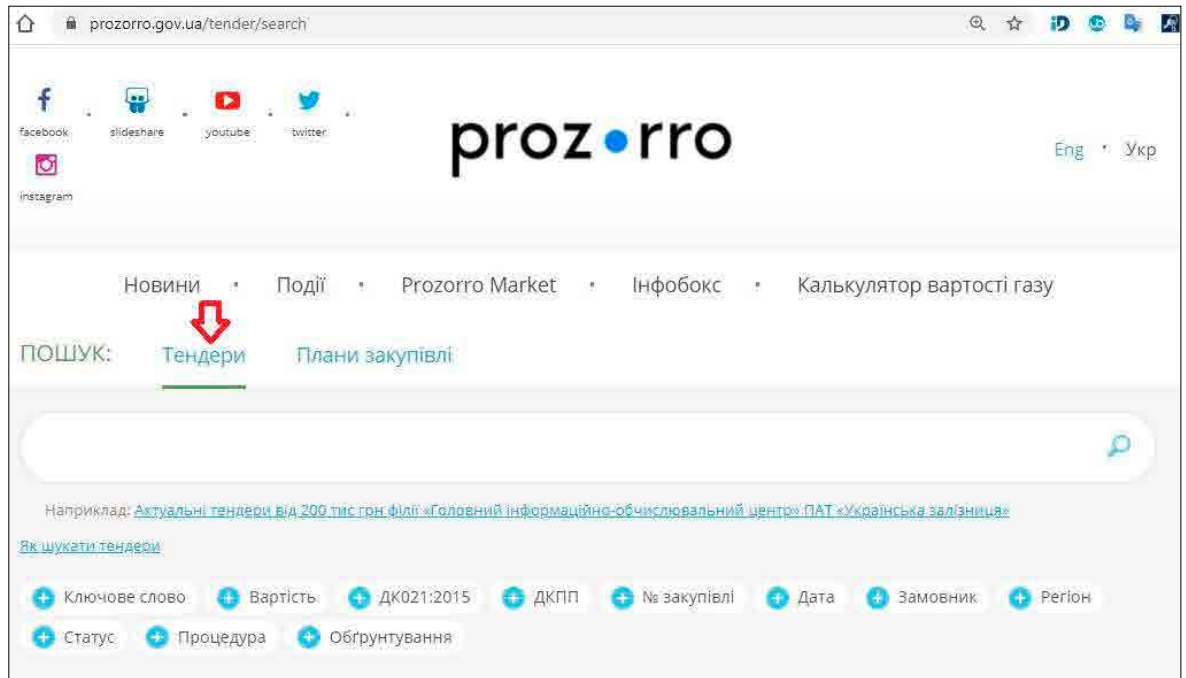 prozorro.gov.ua/tender/search
facebook slideshare youtube twitter
instagram
prozorro
Eng · Укр
Новини · Події · Prozorro Market · Інфобокс · Калькулятор вартості газу
ПОШУК: Тендери Плани закупівлі
Наприклад: Актуальні тендери від 200 тис грн філії «Головний інформаційно-обчислювальний центр» ПАТ «Українська залізниця»
Як шукати тендери
Ключове слово Вартість ДК021:2015 ДКПП № закупівлі Дата Замовник Регіон
Статус Процедура Обґрунтування